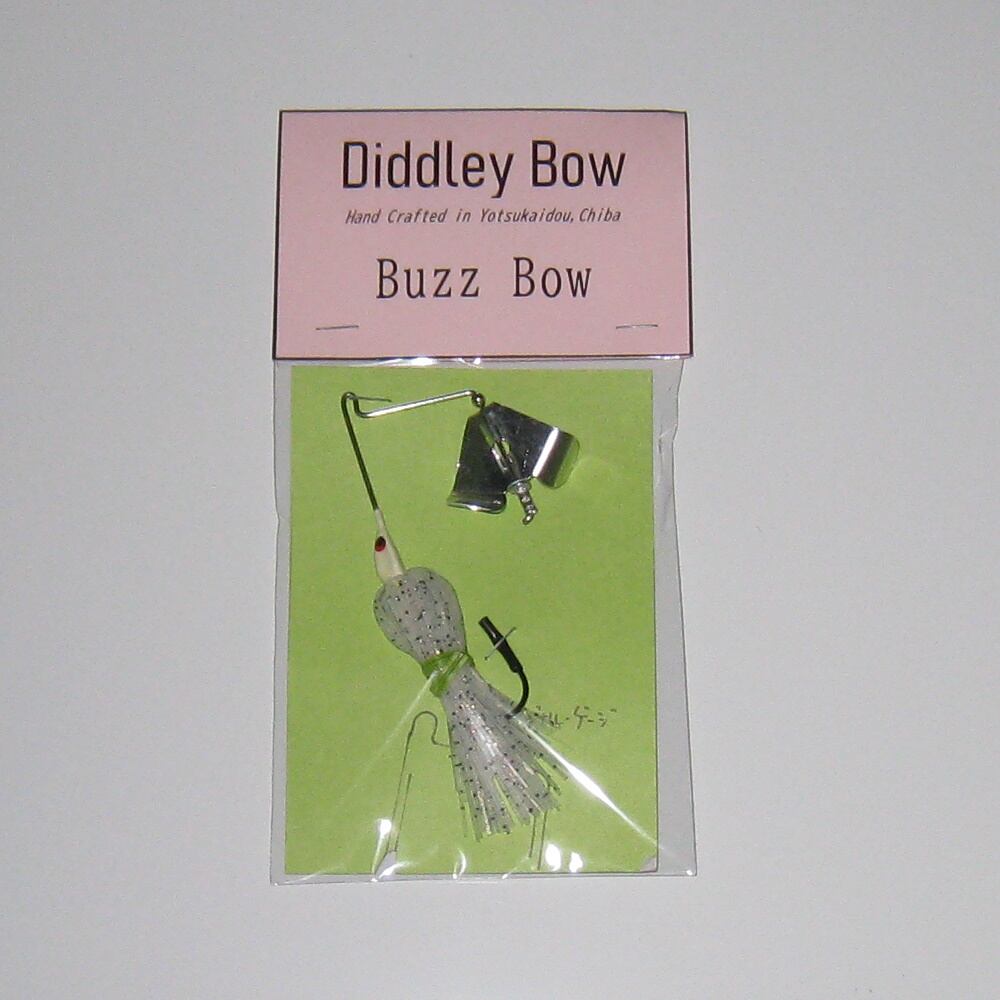 Diddley Bow
Hand Crafted in Yotsukaidou,Chiba
Buzz Bow